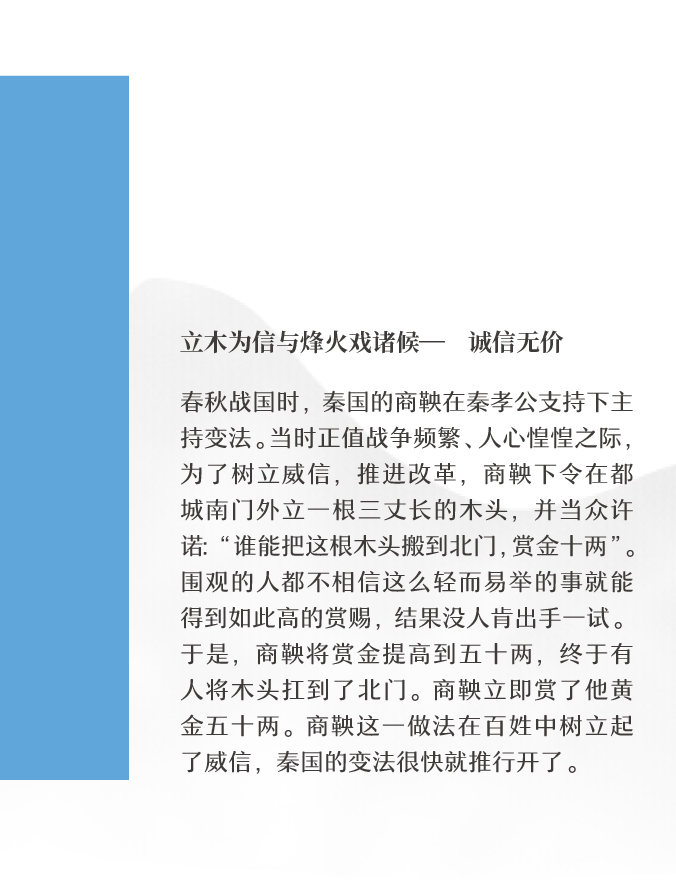 立木为信与烽火戏诸候— 诚信无价
春秋战国时，秦国的商鞅在秦孝公支持下主
持变法。当时正值战争频繁、人心惶惶之际，
为了树立威信，推进改革，商鞅下令在都
城南门外立一根三丈长的木头，并当众许
诺：“谁能把这根木头搬到北门，赏金十两”。
围观的人都不相信这么轻而易举的事就能
得到如此高的赏赐，结果没人肯出手一试。
于是，商鞅将赏金提高到五十两，终于有
人将木头扛到了北门。商鞅立即赏了他黄
金五十两。商鞅这一做法在百姓中树立起
了威信，秦国的变法很快就推行开了。